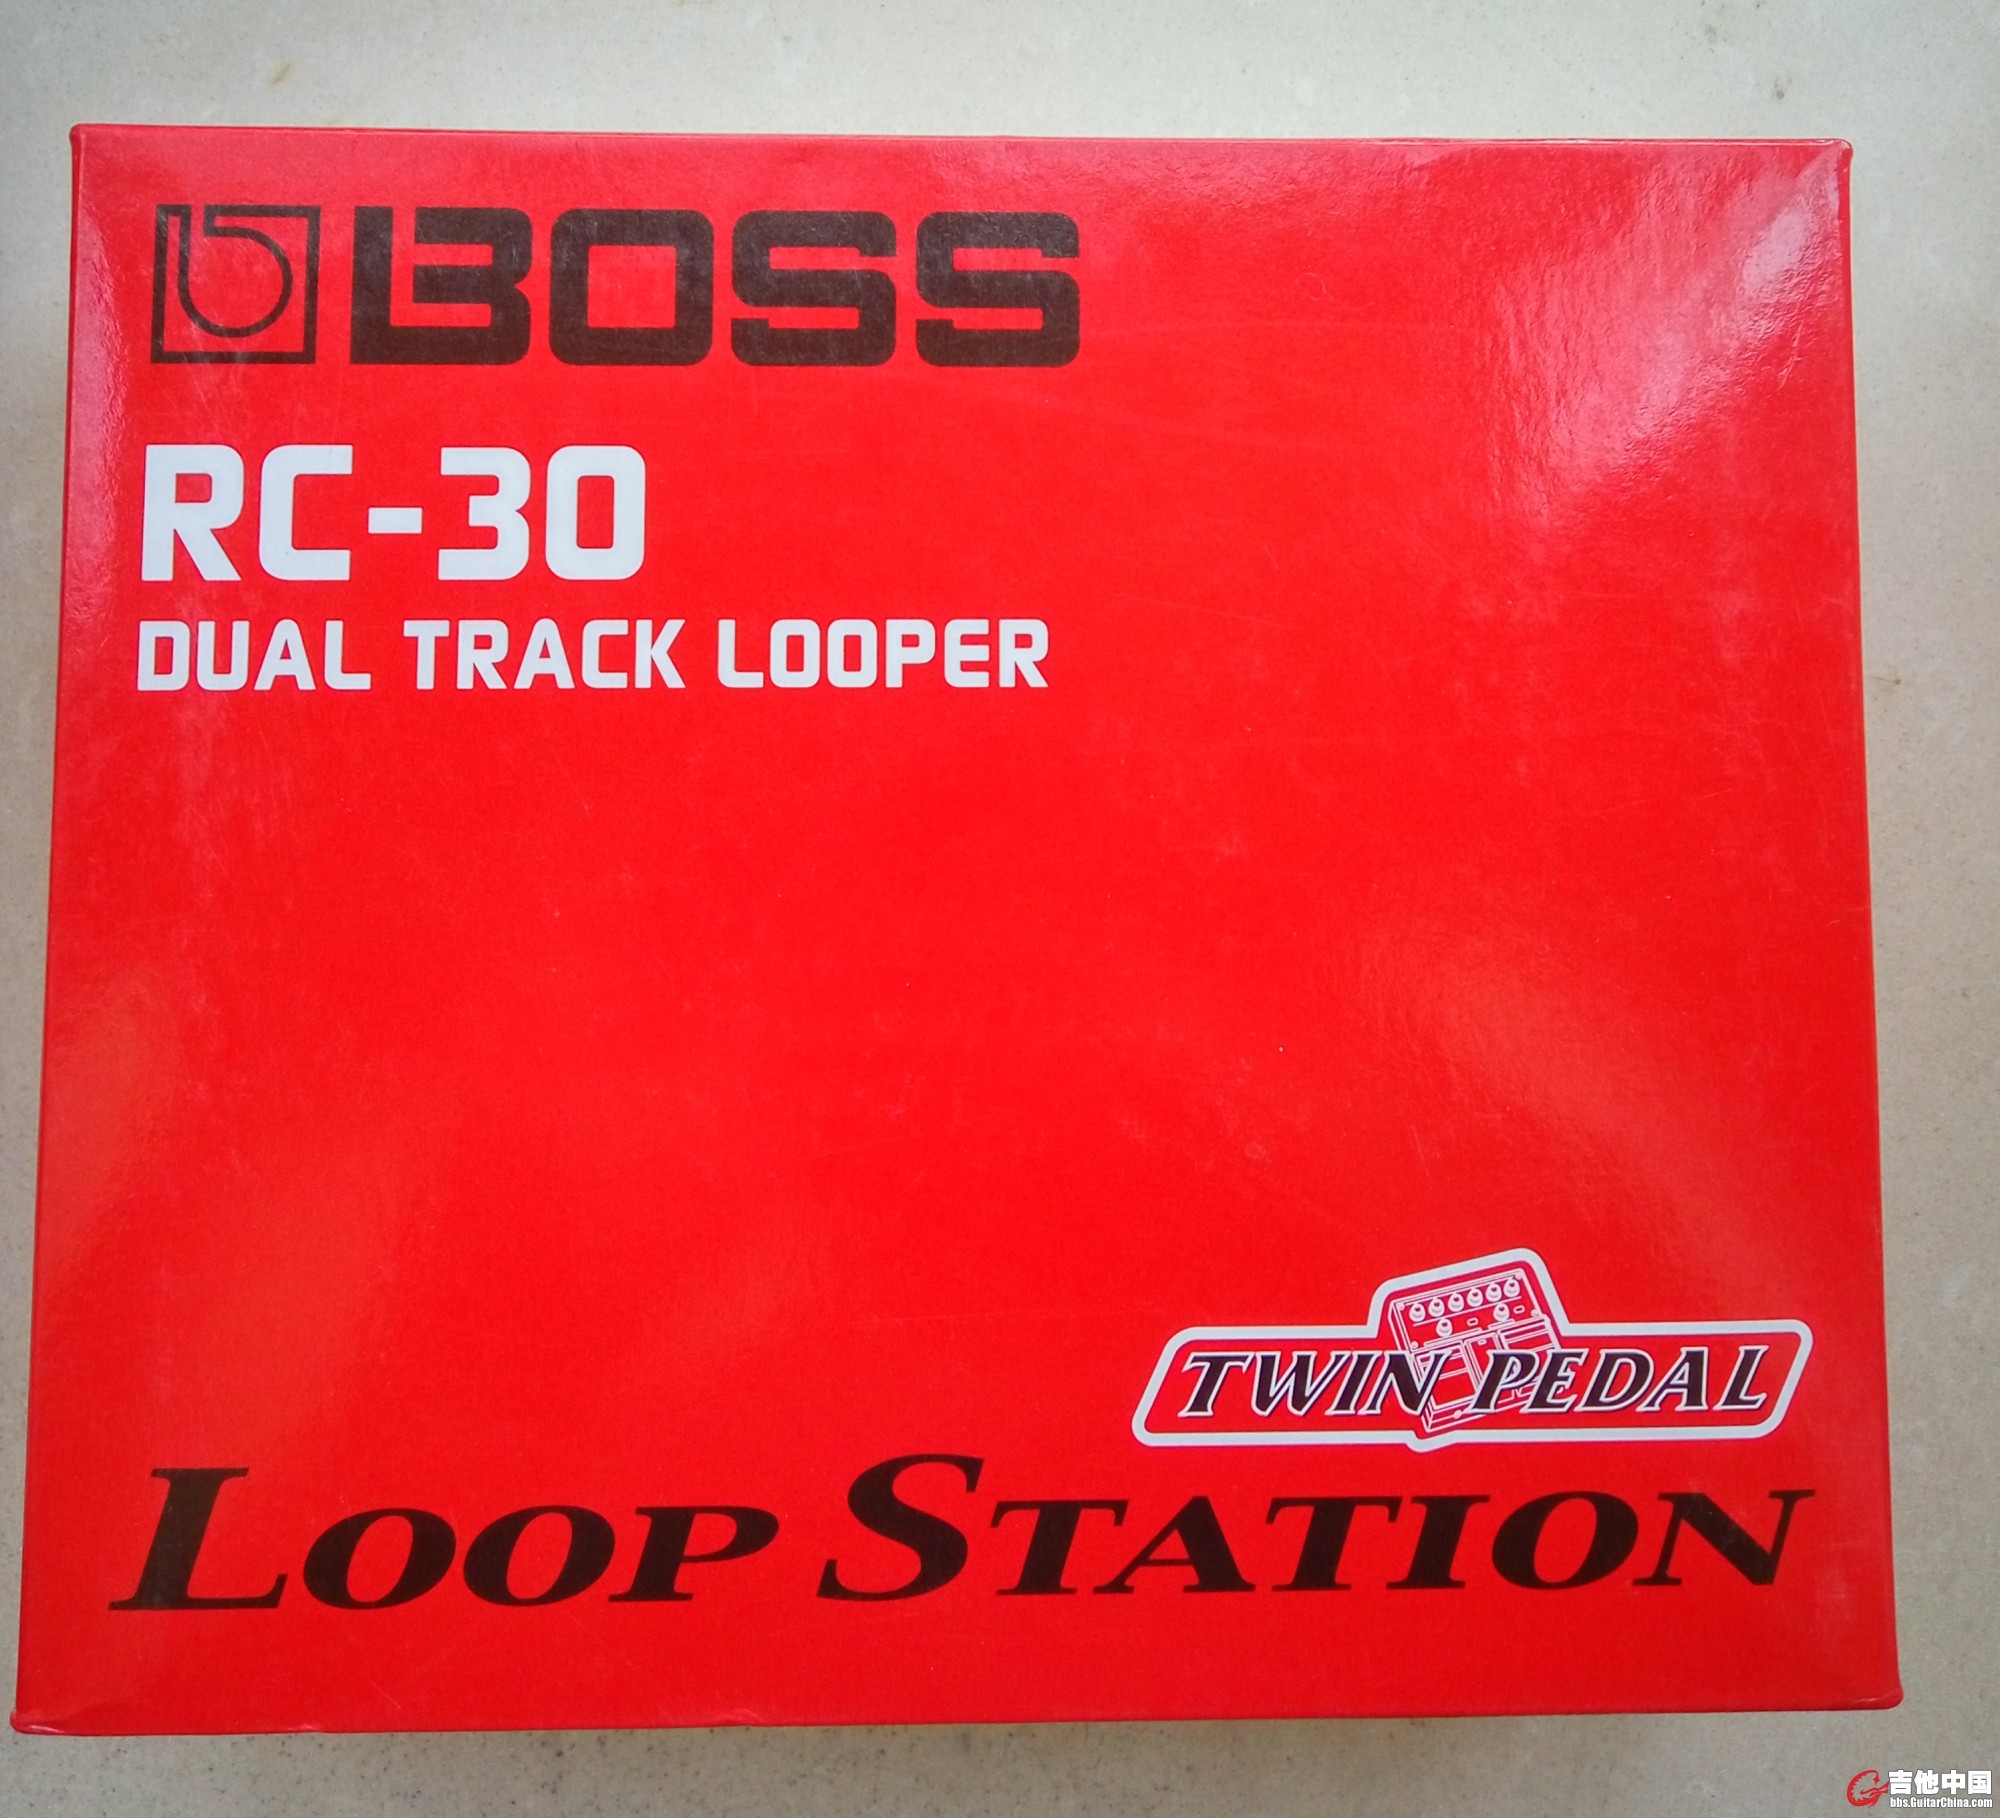 BOSS
RC-30
DUAL TRACK LOOPER
TWIN PEDAL
LOOP STATION
吉他中国
bbs.GuitarChina.com